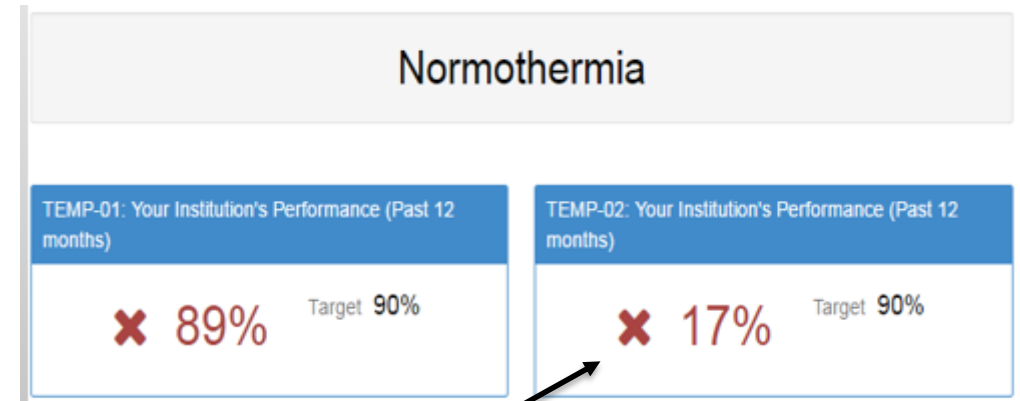 Normothermia
TEMP-01: Your Institution's Performance (Past 12
months)
✖ 89% Target 90%
TEMP-02: Your Institution's Performance (Past 12
months)
✖ 17% Target 90%